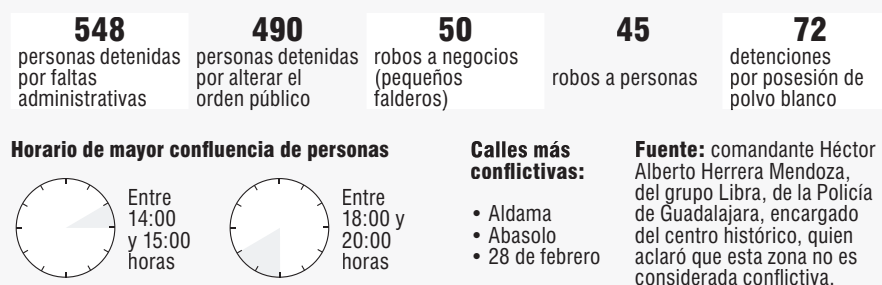 548
personas detenidas
por faltas
administrativas
490
personas detenidas
por alterar el
orden público
50
robos a negocios
(pequeños
falderos)
45
robos a personas
72
detenciones
por posesión de
polvo blanco
Horario de mayor confluencia de personas
Entre
14:00
y 15:00
horas
Entre
18:00 y
20:00
horas
Calles más
conflictivas:
• Aldama
• Abasolo
• 28 de febrero
Fuente: comandante Héctor
Alberto Herrera Mendoza,
del grupo Libra, de la Policía
de Guadalajara, encargado
del centro histórico, quien
aclaró que esta zona no es
considerada conflictiva.